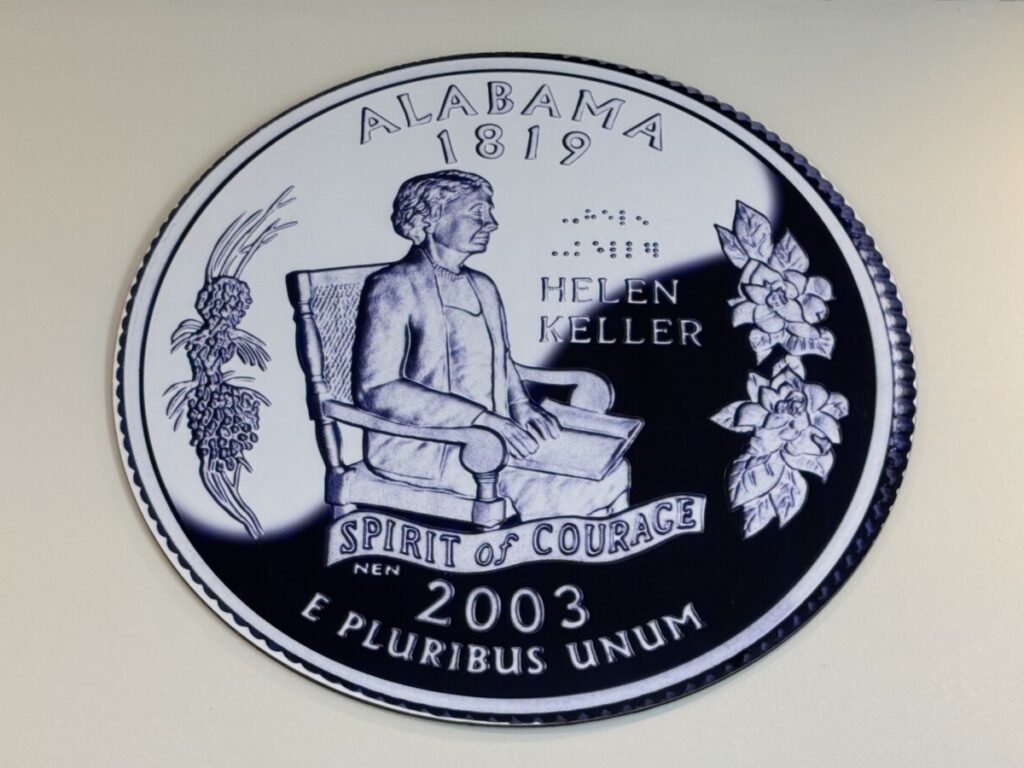 ALABAMA
1819
HELEN
KELLER
SPIRIT of COURAGE
NEN
2003
E PLURIBUS UNUM